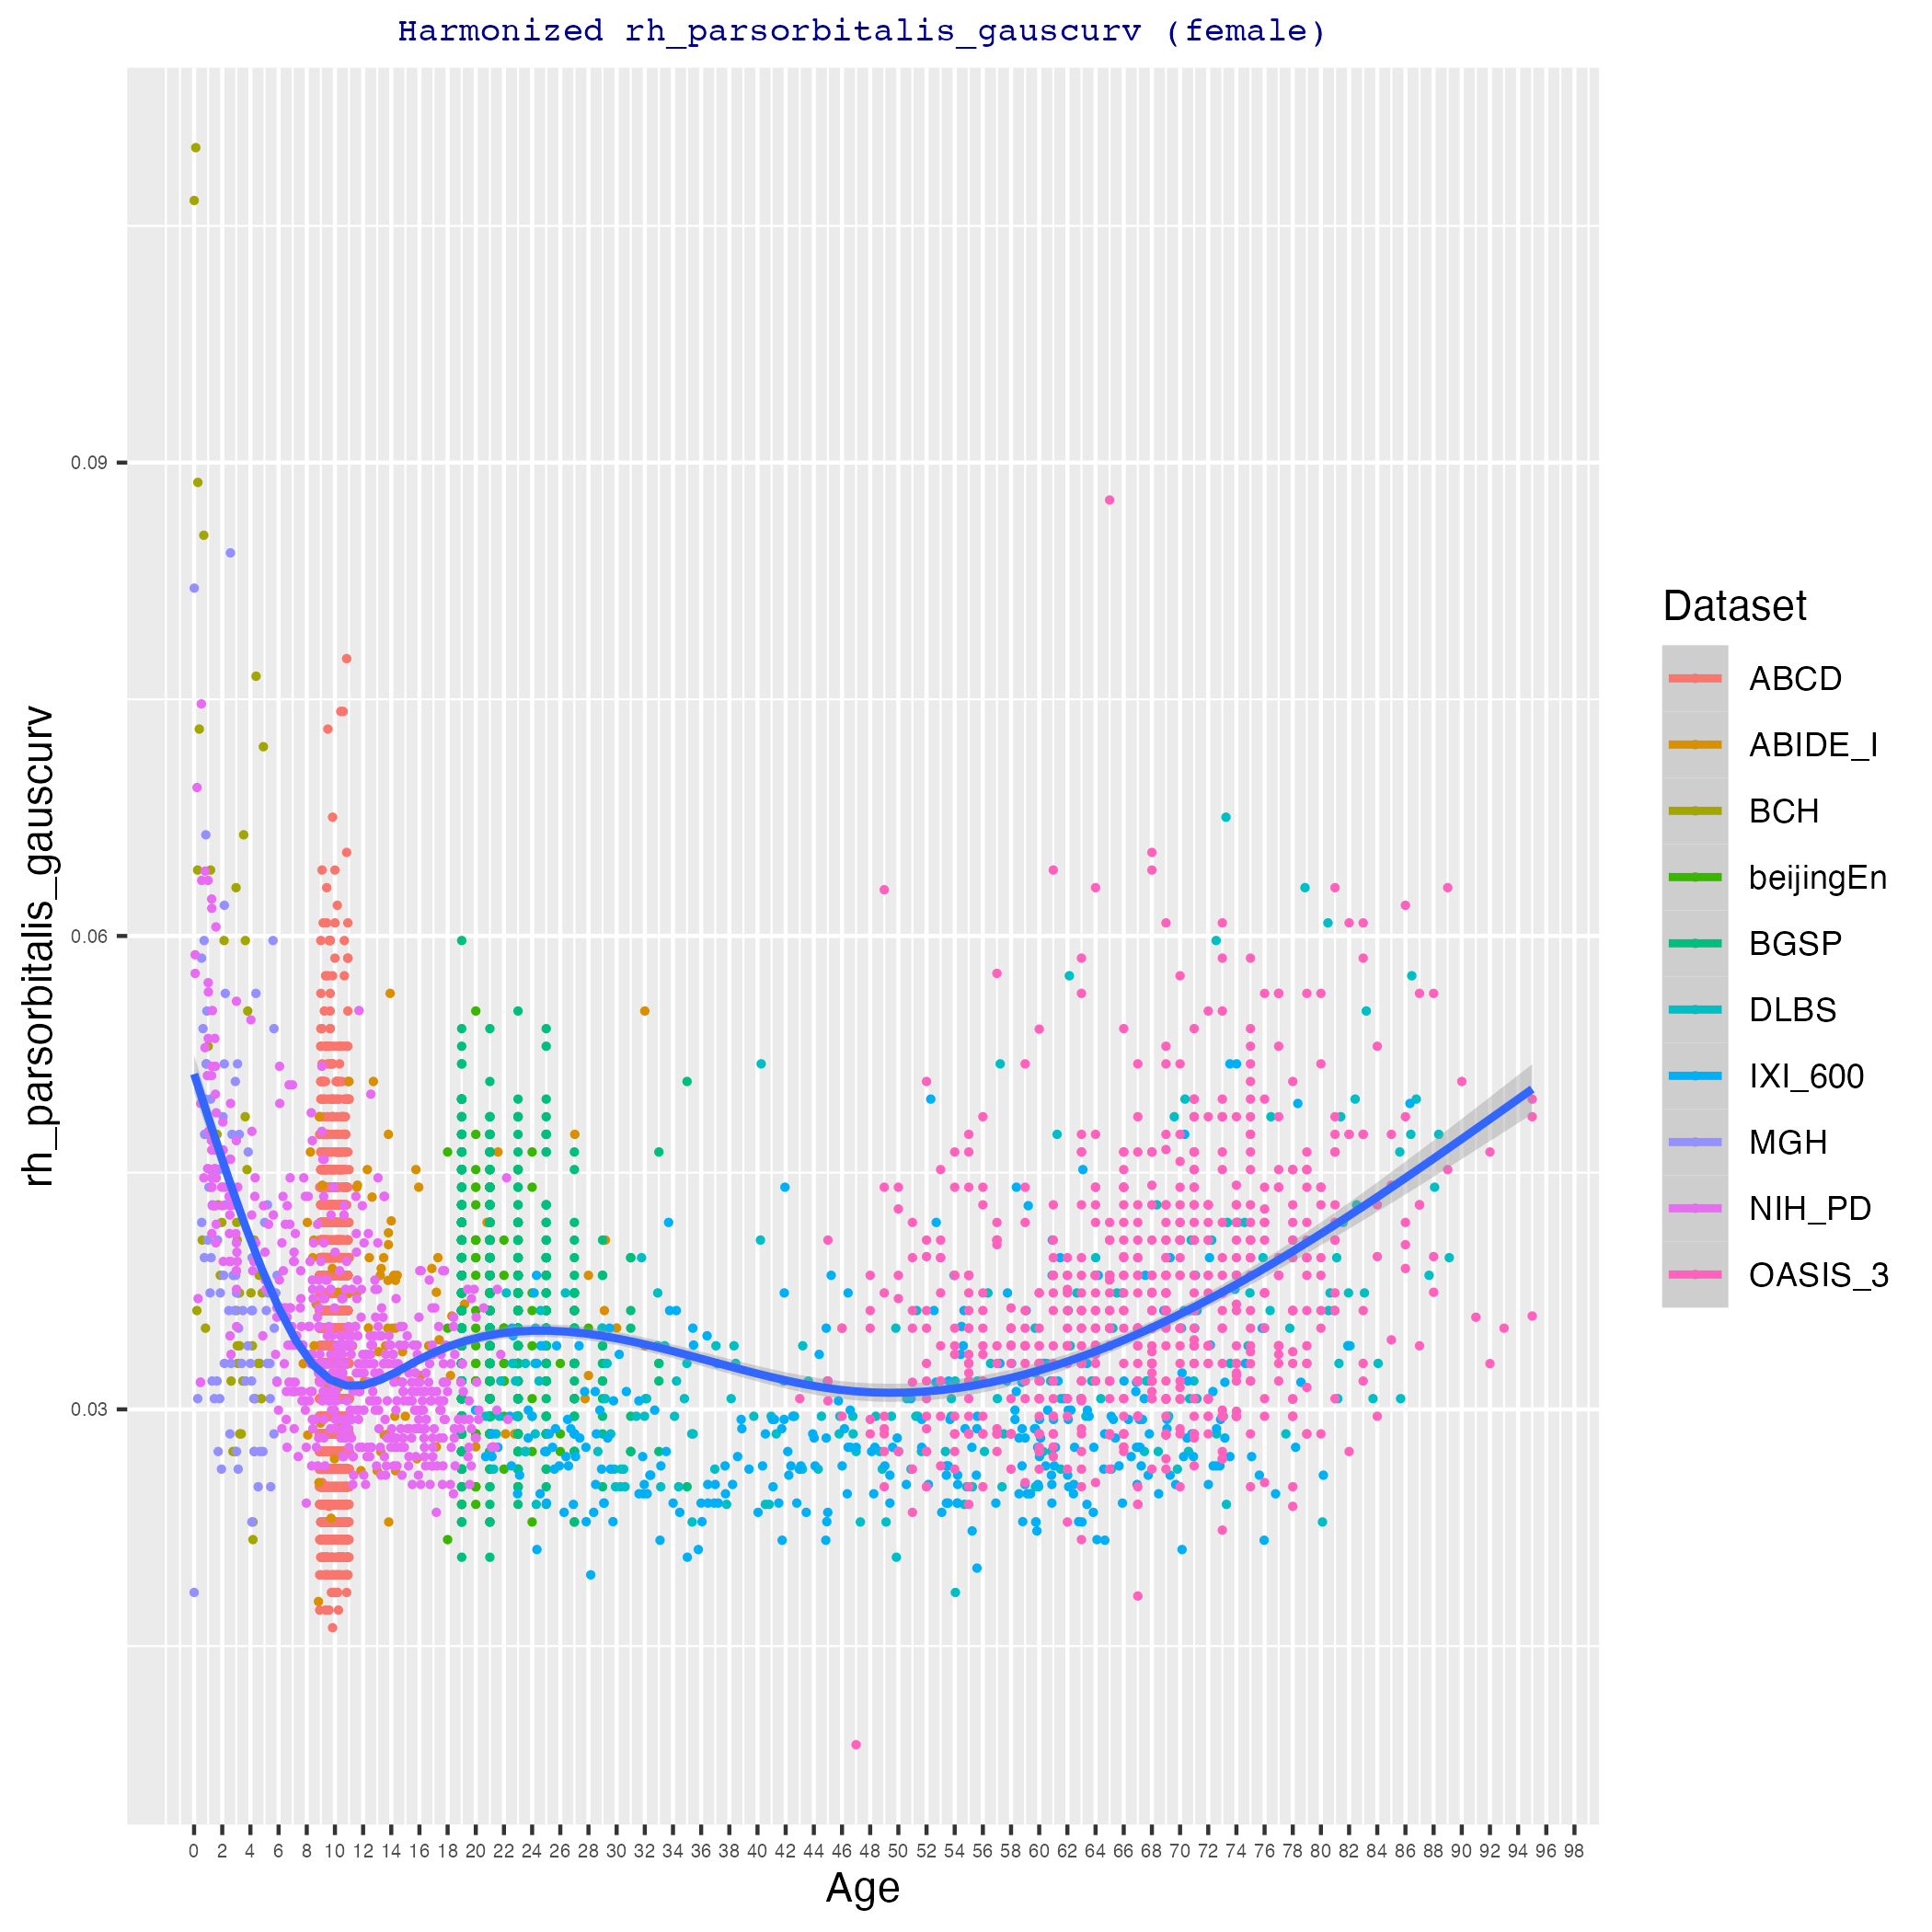 Harmonized rh_parsorbitalis_gauscurv (female)
rh_parsorbitalis_gauscurv
0.09
0.06
0.03
0 2 4 6 8 10 12 14 16 18 20 22 24 26 28 30 32 34 36 38 40 42 44 46 48 50 52 54 56 58 60 62 64 66 68 70 72 74 76 78 80 82 84 86 88 90 92 94 96 98
Age
Dataset
ABCD
ABIDE_I
BCH
beijingEn
BGSP
DLBS
IXI_600
MGH
NIH_PD
OASIS_3